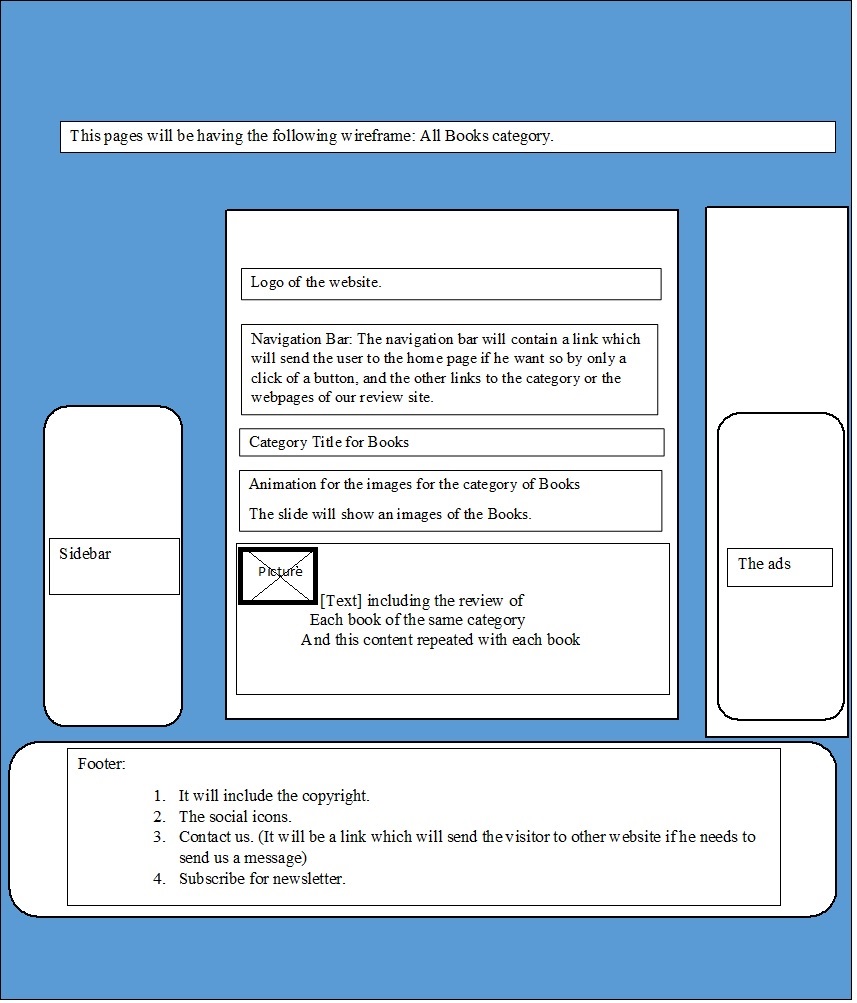 This pages will be having the following wireframe: All Books category.
Logo of the website.
Navigation Bar: The navigation bar will contain a link which
will send the user to the home page if he want so by only a
click of a button, and the other links to the category or the
webpages of our review site.
Category Title for Books
Animation for the images for the category of Books
The slide will show an images of the Books.
Sidebar
Picture
[Text] including the review of
Each book of the same category
And this content repeated with each book
The ads
Footer:
1. It will include the copyright.
2. The social icons.
3. Contact us. (It will be a link which will send the visitor to other website if he needs to
send us a message)
4. Subscribe for newsletter.